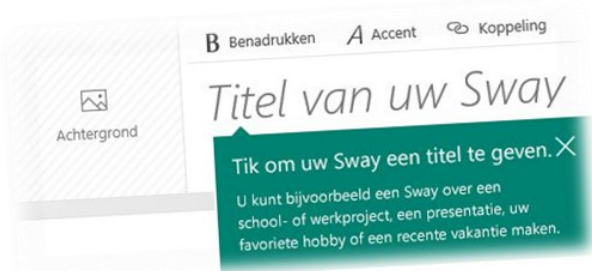 B Benadrukken A Accent Koppeling
Achtergrond
Titel van uw Sway
Tik om uw Sway een titel te geven.
U kunt bijvoorbeeld een Sway over een
school- of werkproject, een presentatie, uw
favoriete hobby of een recente vakantie maken.